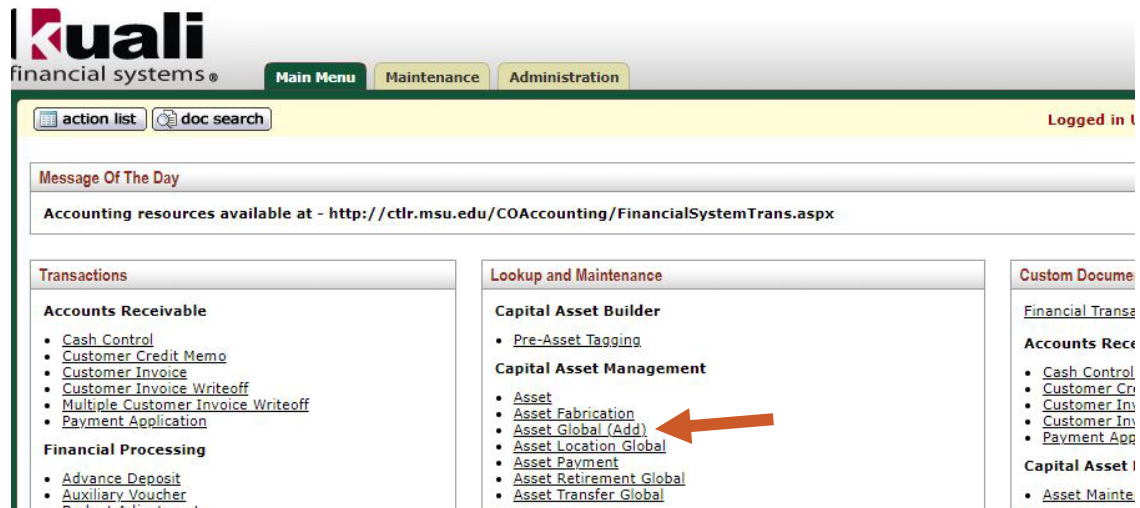 kuali
financial systems®
Main Menu Maintenance Administration
action list doc search
Logged in
Message Of The Day
Accounting resources available at - http://ctlr.msu.edu/COAccounting/FinancialSystemTrans.aspx
Transactions
Accounts Receivable
Cash Control
Customer Credit Memo
Customer Invoice
Customer Invoice Writeoff
Multiple Customer Invoice Writeoff
Payment Application
Financial Processing
Advance Deposit
Auxiliary Voucher
Lookup and Maintenance
Capital Asset Builder
Pre-Asset Tagging
Capital Asset Management
Asset
Asset Fabrication
Asset Global (Add)
Asset Location Global
Asset Payment
Asset Retirement Global
Asset Transfer Global
Custom
Financial
Accounts
Cash Control
Customer
Customer
Customer
Payment
Capital Asset
Asset